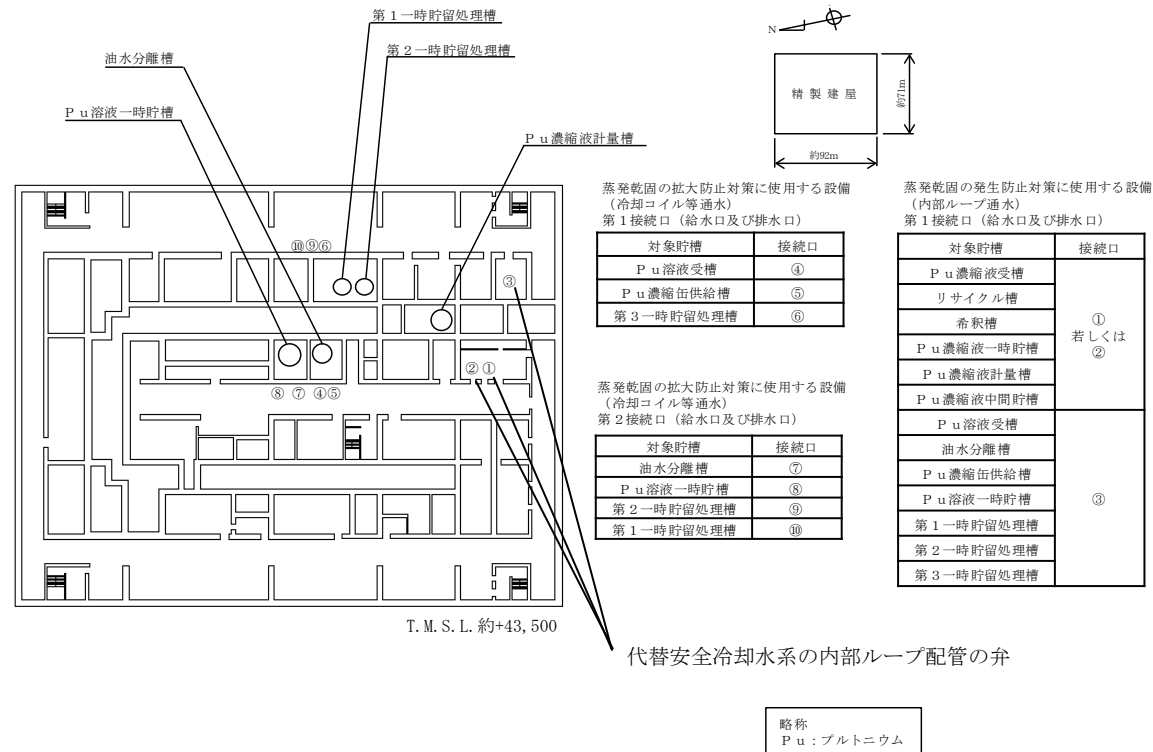 第１一時貯留処理槽
第２一時貯留処理槽
油水分離槽
Ｐｕ溶液一時貯槽
Ｐｕ濃縮液計量槽
N
精製建屋
約71m
約92m
⑩⑨⑥
③
②①
⑧ ⑦ ④⑤
T.M.S.L.約+43,500
代替安全冷却水系の内部ループ配管の弁
蒸発乾固の拡大防止対策に使用する設備
（冷却コイル等通水）
第１接続口（給水口及び排水口）
対象貯槽 接続口
Ｐｕ溶液受槽 ④
Ｐｕ濃縮缶供給槽 ⑤
第３一時貯留処理槽 ⑥
蒸発乾固の拡大防止対策に使用する設備
（冷却コイル等通水）
第２接続口（給水口及び排水口）
対象貯槽 接続口
油水分離槽 ⑦
Ｐｕ溶液一時貯槽 ⑧
第２一時貯留処理槽 ⑨
第１一時貯留処理槽 ⑩
蒸発乾固の発生防止対策に使用する設備
（内部ループ通水）
第１接続口（給水口及び排水口）
対象貯槽 接続口
Ｐｕ濃縮液受槽
リサイクル槽
希釈槽
Ｐｕ濃縮液一時貯槽
Ｐｕ濃縮液計量槽
Ｐｕ濃縮液中間貯槽
①
若しくは
②
Ｐｕ溶液受槽
油水分離槽
Ｐｕ濃縮缶供給槽
Ｐｕ溶液一時貯槽
第１一時貯留処理槽
第２一時貯留処理槽
第３一時貯留処理槽
③
略称
Ｐｕ：プルトニウム